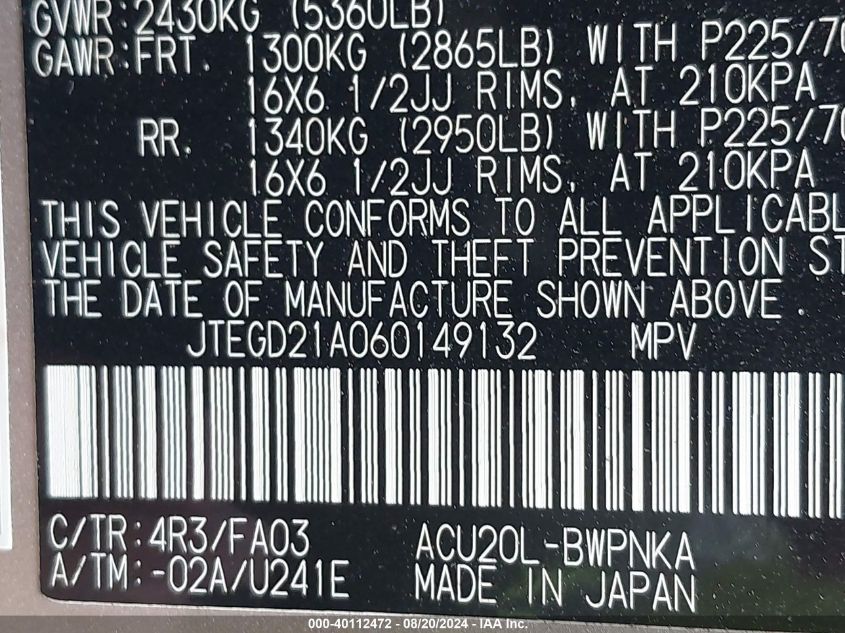 GVWR:2430KG (5360LB)
GAWR:FRT. 1300KG (2865LB) WITH P225/70
16X6 1/2JJ RIMS, AT 210KPA
RR. 1340KG (2950LB) WITH P225/70
16X6 1/2JJ RIMS, AT 210KPA
THIS VEHICLE CONFORMS TO ALL APPLICABL
VEHICLE SAFETY AND THEFT PREVENTION ST
THE DATE OF MANUFACTURE SHOWN ABOVE.
JTEGD21A060149132 MPV
C/TR:4R3/FA03 ACU20L-BWPNKA
A/TM:-02A/U241E MADE IN JAPAN
000-40112472 - 08/20/2024 - IAA Inc.